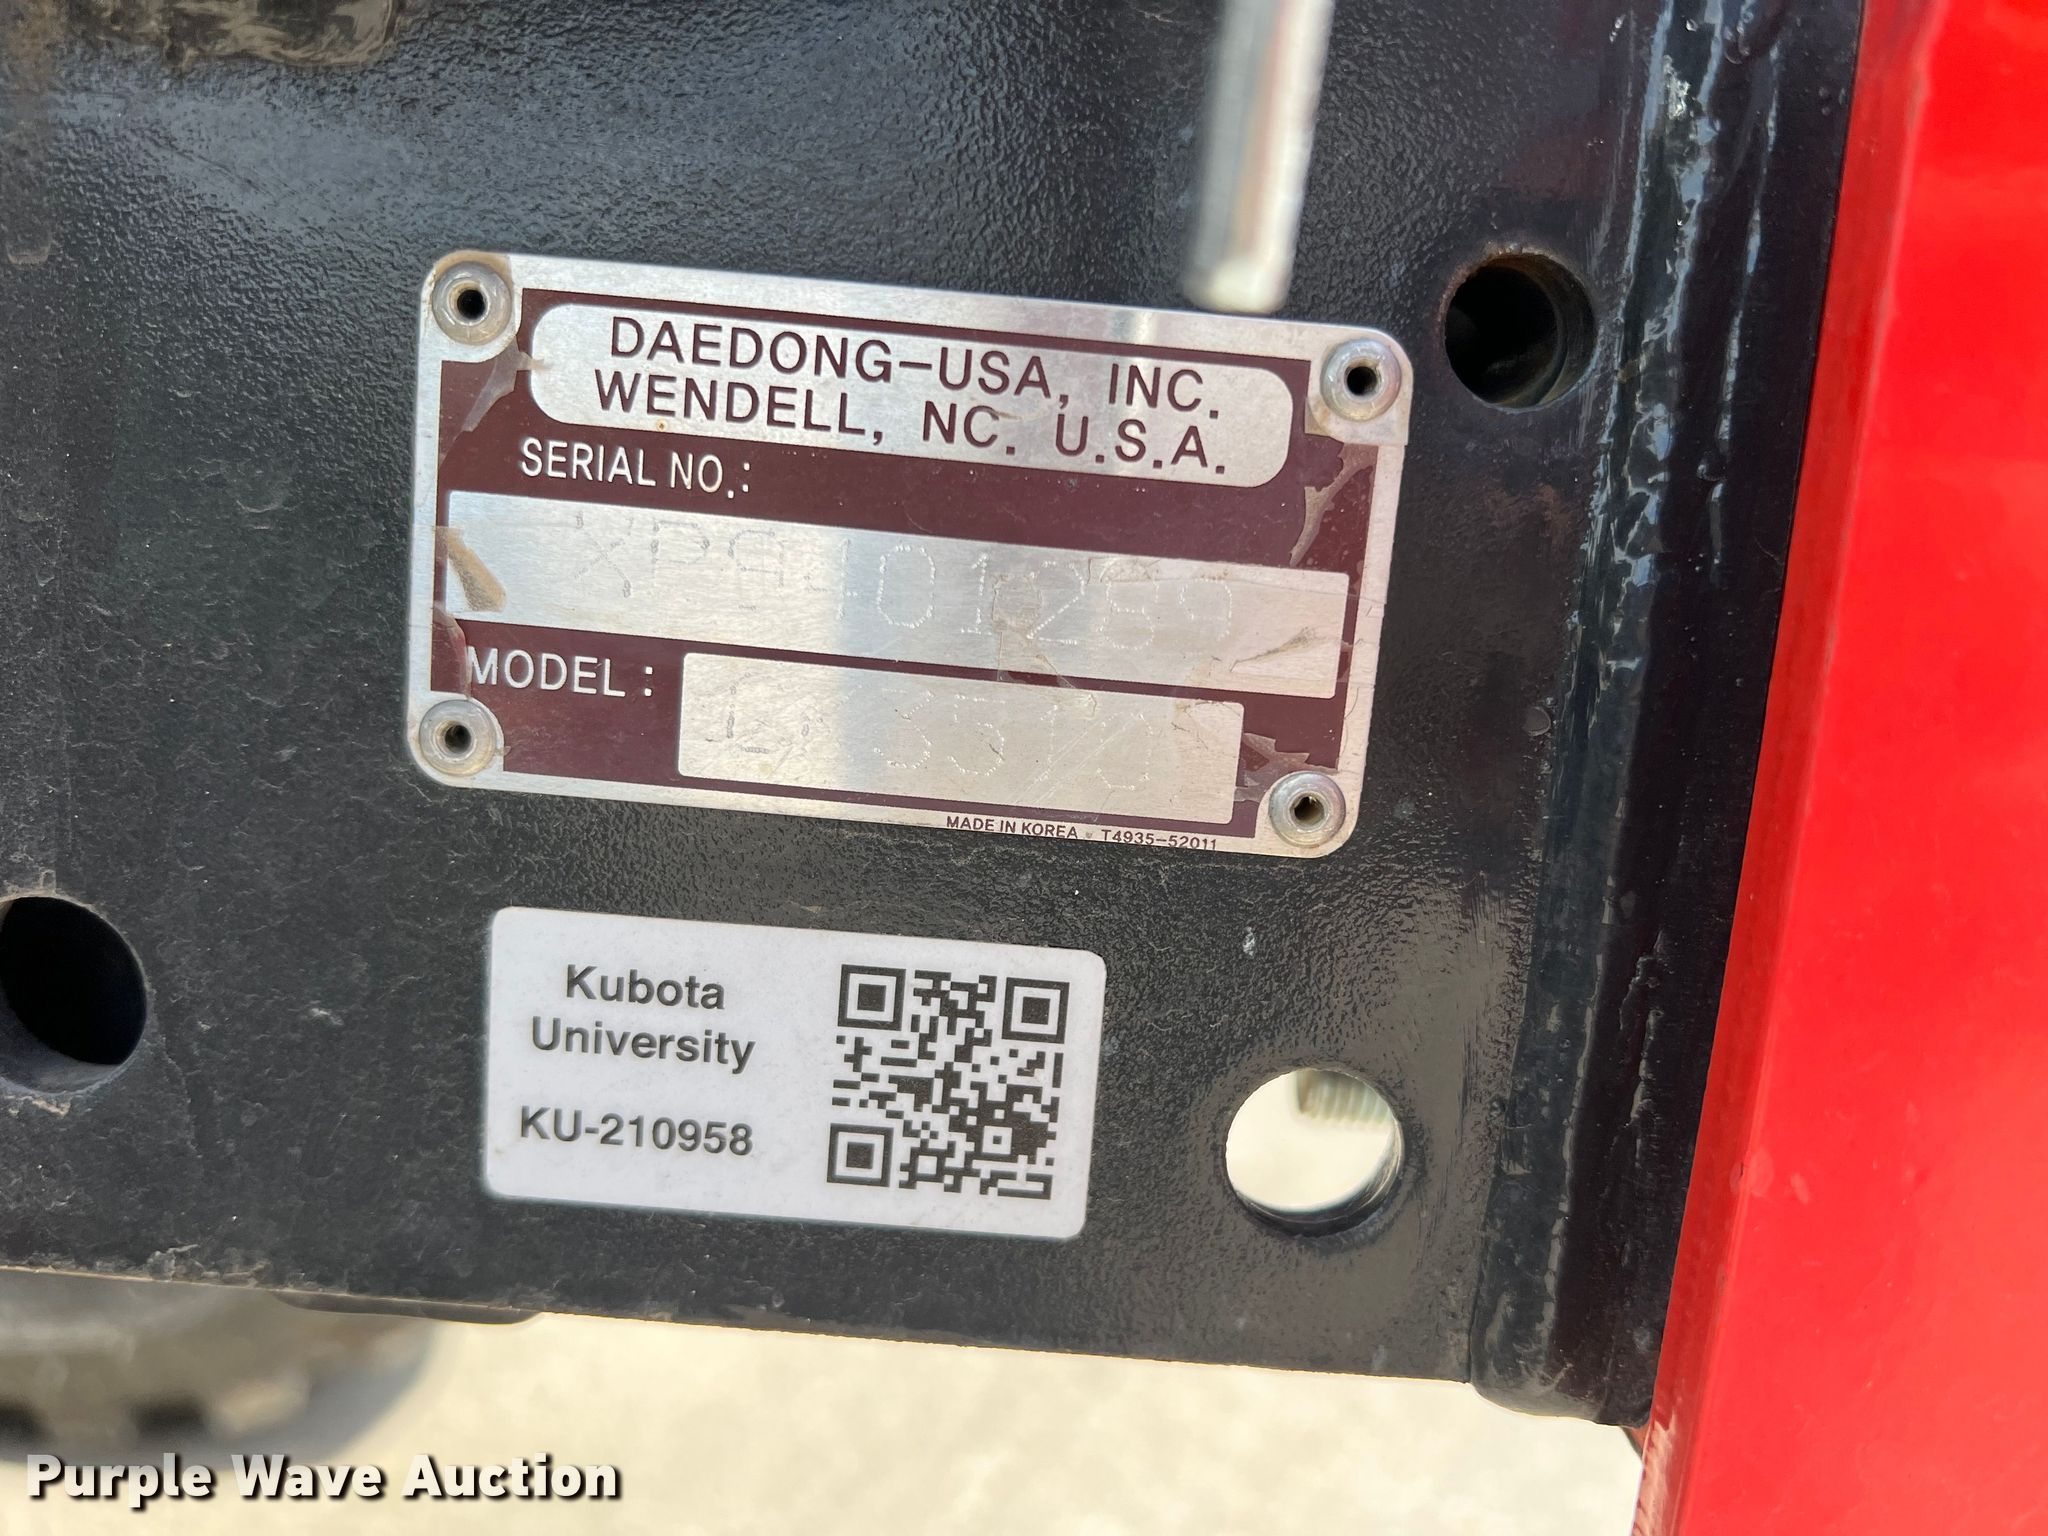 DAEDONG-USA, INC.
WENDELL, NC. U.S.A.
SERIAL NO.:
MODEL :
MADE IN KOREA T4935-52011
Kubota
University
KU-210958
Purple Wave Auction